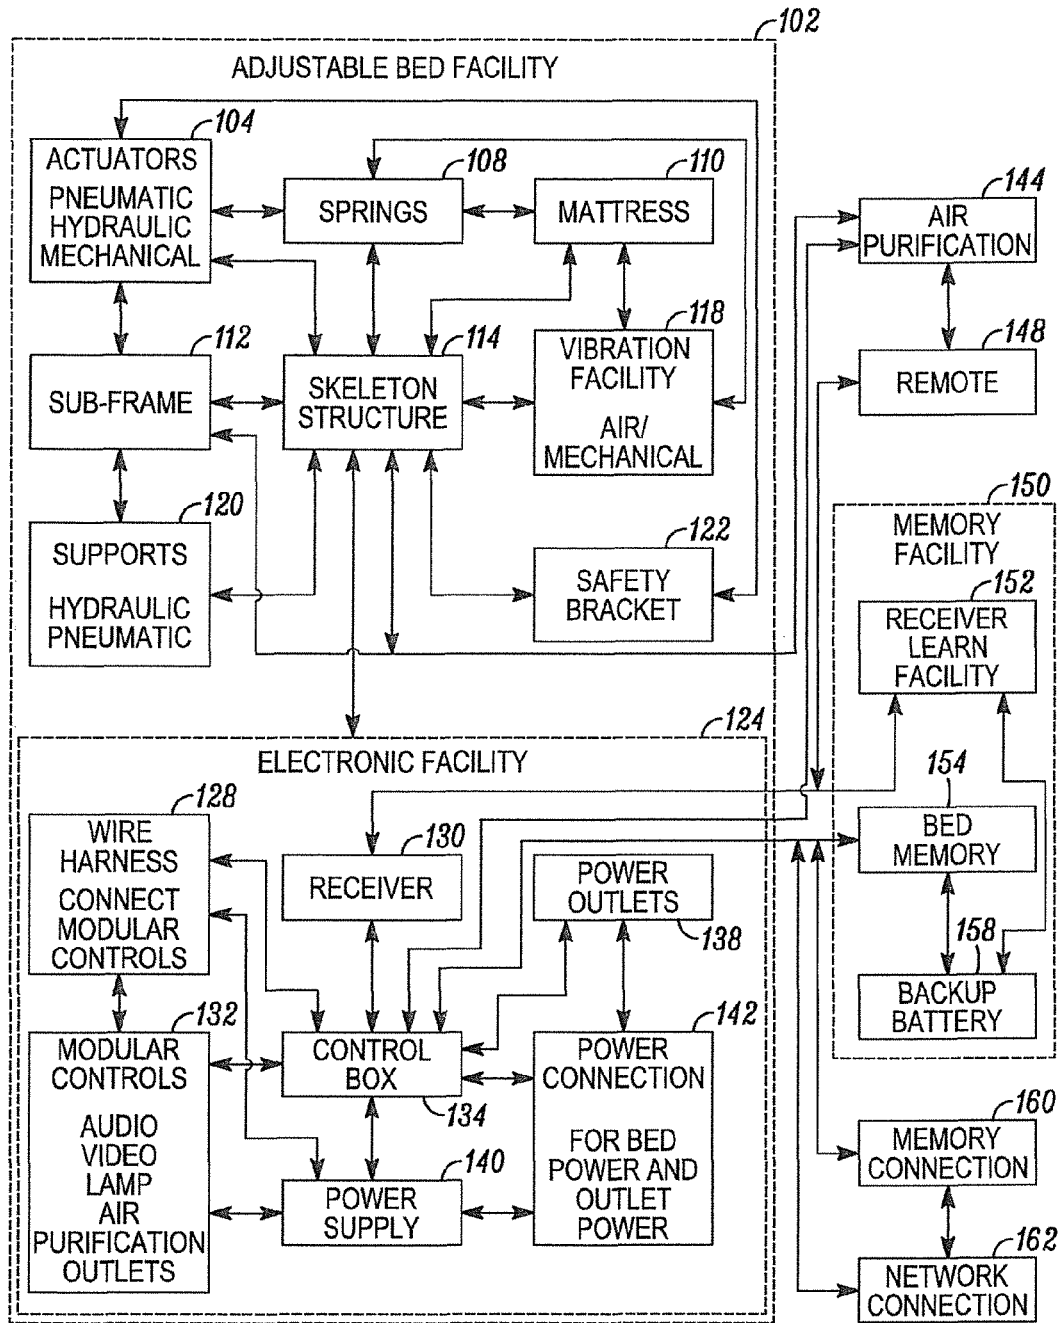 102
ADJUSTABLE BED FACILITY
104
ACTUATORS
PNEUMATIC
HYDRAULIC
MECHANICAL
108
SPRINGS
110
MATTRESS
144
AIR
PURIFICATION
112
SUB-FRAME
114
SKELETON
STRUCTURE
118
VIBRATION
FACILITY
AIR/
MECHANICAL
148
REMOTE
120
SUPPORTS
HYDRAULIC
PNEUMATIC
122
SAFETY
BRACKET
150
MEMORY
FACILITY
152
RECEIVER
LEARN
FACILITY
124
ELECTRONIC FACILITY
128
WIRE
HARNESS
CONNECT
MODULAR
CONTROLS
130
RECEIVER
POWER
OUTLETS
138
154
BED
MEMORY
158
BACKUP
BATTERY
132
MODULAR
CONTROLS
AUDIO
VIDEO
LAMP
AIR
PURIFICATION
OUTLETS
CONTROL
BOX
134
142
POWER
CONNECTION
FOR BED
POWER AND
OUTLET
POWER
140
POWER
SUPPLY
160
MEMORY
CONNECTION
162
NETWORK
CONNECTION